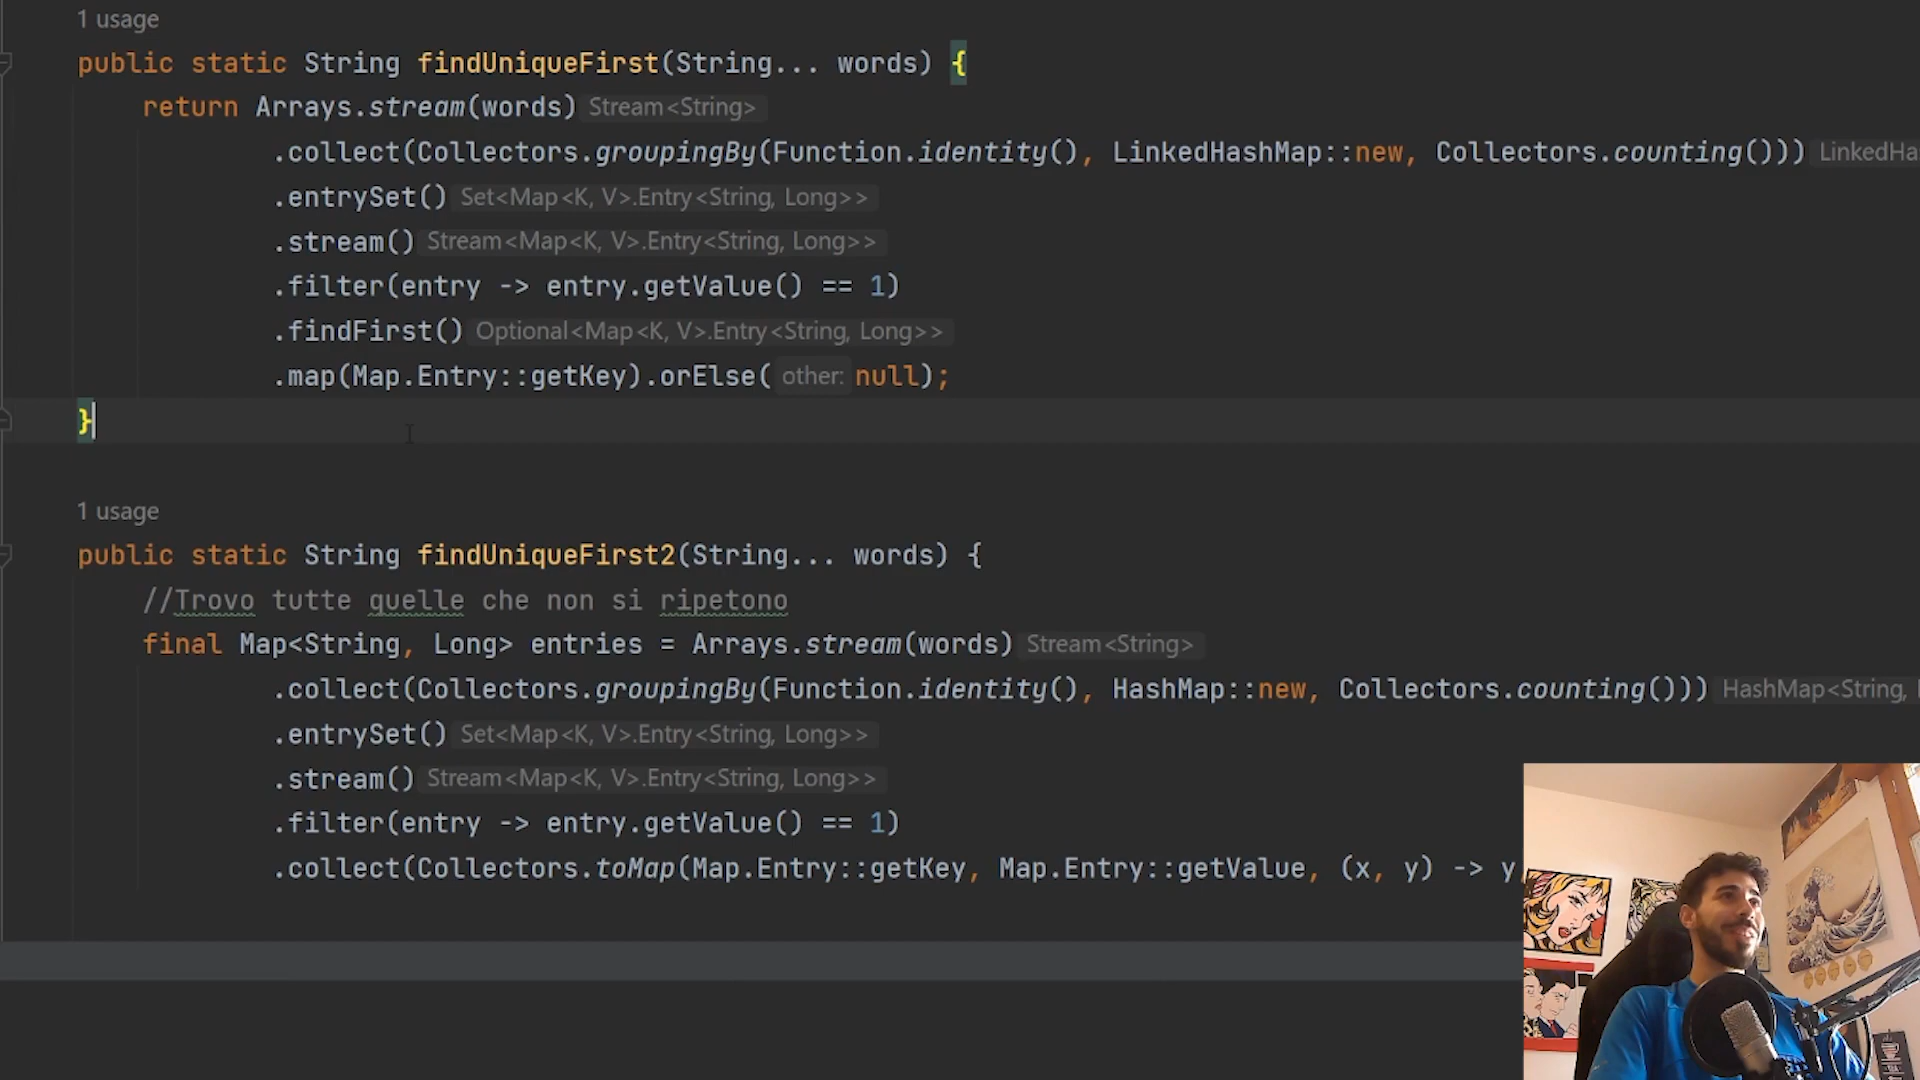 1 usage
public static String findUniqueFirst(String... words) {
return Arrays.stream(words) Stream<String>
.collect(Collectors.groupingBy(Function.identity(), LinkedHashMap::new, Collectors.counting()))
.entrySet() Set<Map<K, V>.Entry<String, Long>>
.stream() Stream<Map<K, V>.Entry<String, Long>>
.filter(entry -> entry.getValue() == 1)
.findFirst() Optional<Map<K, V>.Entry<String, Long>>
.map(Map.Entry::getKey).orElse( other: null);
}
1 usage
public static String findUniqueFirst2(String... words) {
//Trovo tutte quelle che non si ripetono
final Map<String, Long> entries = Arrays.stream(words) Stream<String>
.collect(Collectors.groupingBy(Function.identity(), HashMap::new, Collectors.counting())) HashMap<String,
.entrySet() Set<Map<K, V>.Entry<String, Long>>
.stream() Stream<Map<K, V>.Entry<String, Long>>
.filter(entry -> entry.getValue() == 1)
.collect(Collectors.toMap(Map.Entry::getKey, Map.Entry::getValue, (x, y) -> y